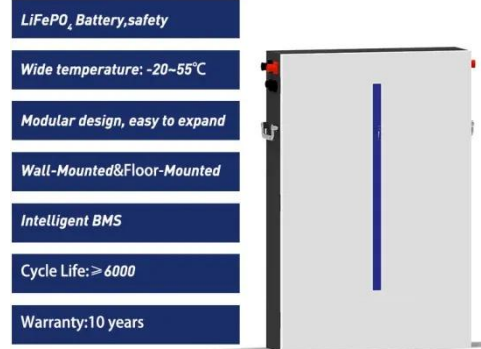 LiFePO₄ Battery,safety
Wide temperature: -20~55℃
Modular design, easy to expand
Wall-Mounted&Floor-Mounted
Intelligent BMS
Cycle Life:≥6000
Warranty:10 years